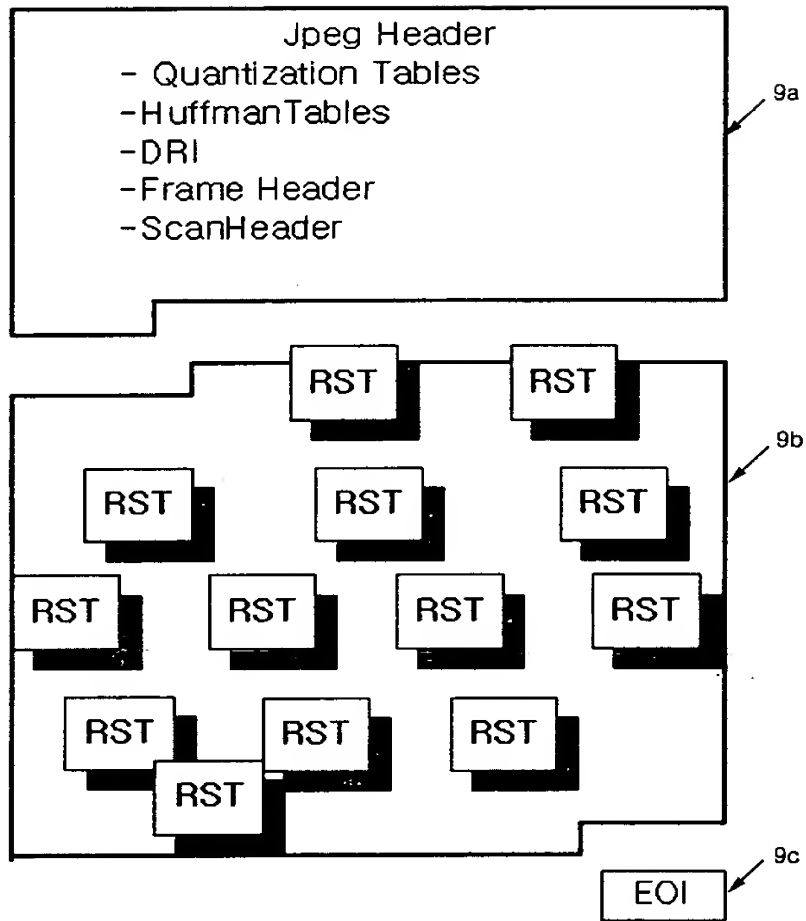 Jpeg Header
- Quantization Tables
-HuffmanTables
-DRI
-Frame Header
-ScanHeader
9a
RST RST
9b
RST RST RST
RST RST RST RST
RST RST RST
RST
9c
EOI